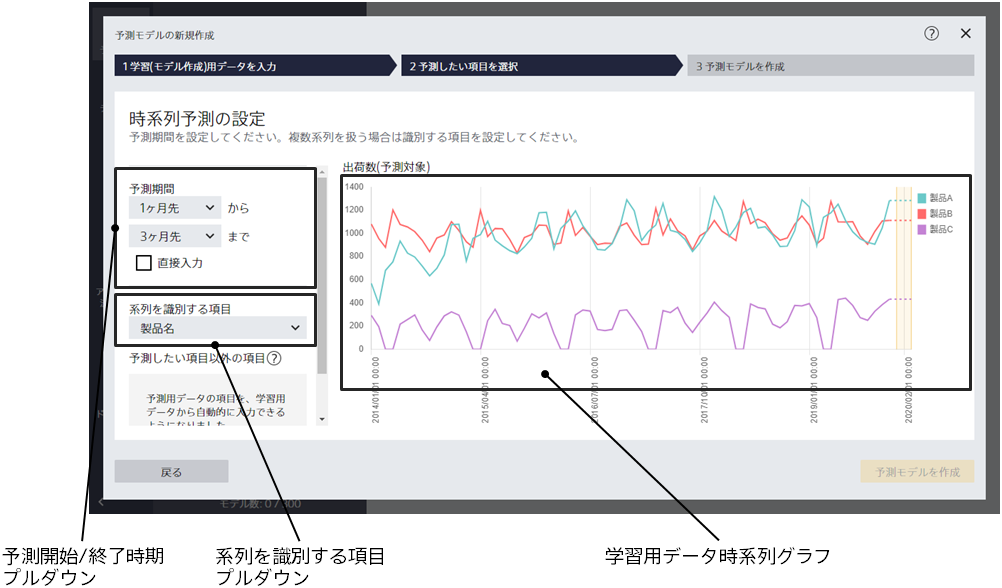 予測モデルの新規作成
?
1 学習(モデル作成)用データを入力
2 予測したい項目を選択
3 予測モデルを作成
時系列予測の設定
予測期間を設定してください。複数系列を扱う場合は識別する項目を設定してください。
予測期間
1ヶ月先 から
3ヶ月先 まで
直接入力
系列を識別する項目
製品名
予測したい項目以外の項目?
予測用データの項目を、学習用
データから自動的に入力できる
ようになりました
出荷数(予測対象)
1400
1200
1000
800
600
400
200
0
製品A
製品B
製品C
2014/01/01 00:00
2015/04/01 00:00
2016/07/01 00:00
2017/10/01 00:00
2019/01/01 00:00
2020/02/01 00:00
戻る
予測モデルを作成
モデル数: 0 / 300
予測開始/終了時期
プルダウン
系列を識別する項目
プルダウン
学習用データ時系列グラフ